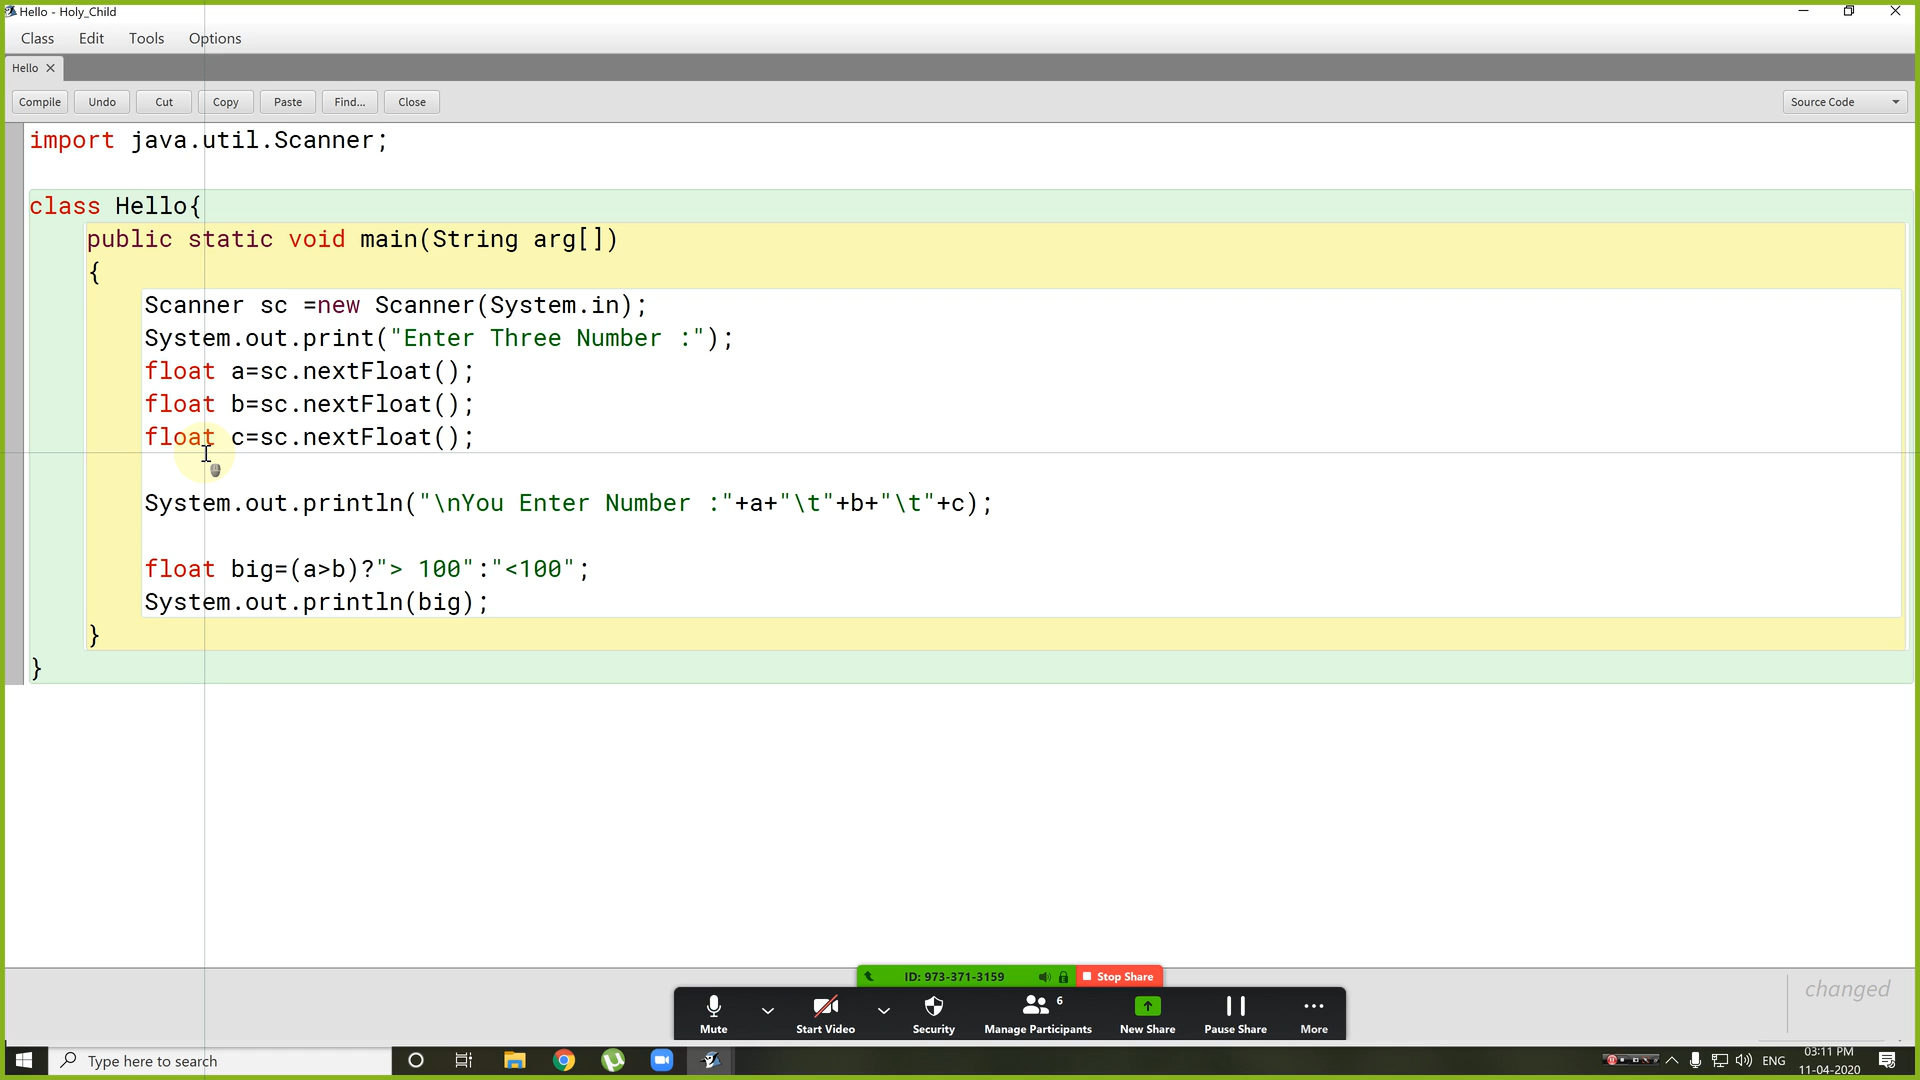 Hello - Holy_Child
Class Edit Tools Options
Hello
Compile Undo Cut Copy Paste Find... Close Source Code
import java.util.Scanner;
class Hello{
public static void main(String arg[])
{
Scanner sc =new Scanner(System.in);
System.out.print("Enter Three Number :");
float a=sc.nextFloat();
float b=sc.nextFloat();
float c=sc.nextFloat();
System.out.println("\nYou Enter Number :"+a+"\t"+b+"\t"+c);
float big=(a>b)?"> 100":"<100";
System.out.println(big);
}
}
ID: 973-371-3159 Stop Share
changed
6
Mute Start Video Security Manage Participants New Share Pause Share More
Type here to search
ENG
03:11 PM
11-04-2020